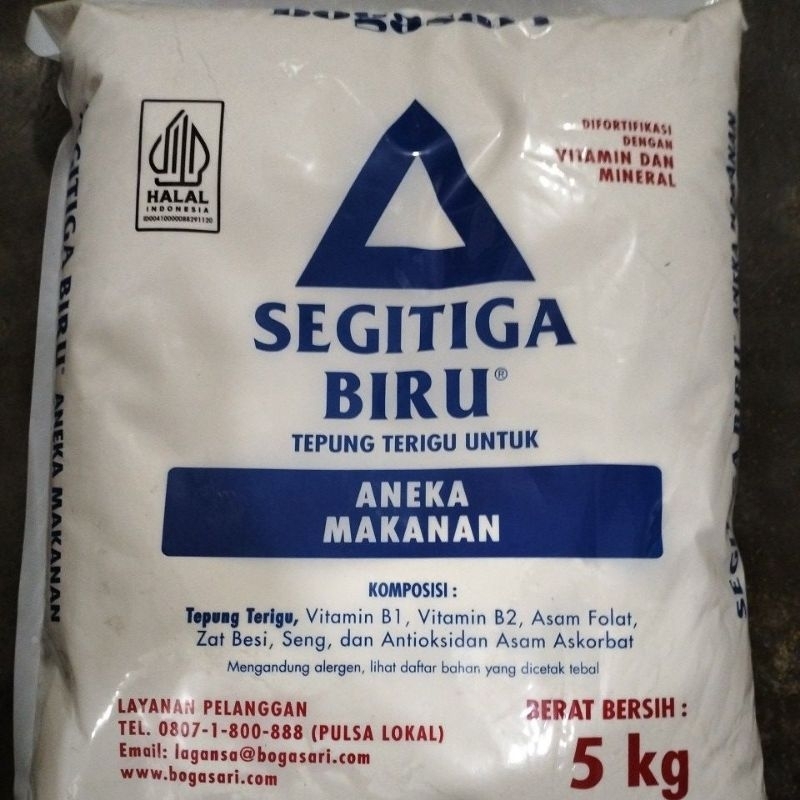 Bogasari
HALAL
INDONESIA
ID00410000088291120
DIFORTIFIKASI
DENGAN
VITAMIN DAN
MINERAL
SEGITIGA
BIRU®
TEPUNG TERIGU UNTUK
ANEKA
MAKANAN
KOMPOSISI :
Tepung Terigu, Vitamin B1, Vitamin B2, Asam Folat,
Zat Besi, Seng, dan Antioksidan Asam Askorbat
Mengandung alergen, lihat daftar bahan yang dicetak tebal
LAYANAN PELANGGAN
TEL. 0807-1-800-888 (PULSA LOKAL)
Email: lagansa@bogasari.com
www.bogasari.com
BERAT BERSIH :
5 kg
SEGITIGA BIRU® ANEKA MAKANAN
SEGITIGA BIRU® ANEKA MAKANAN